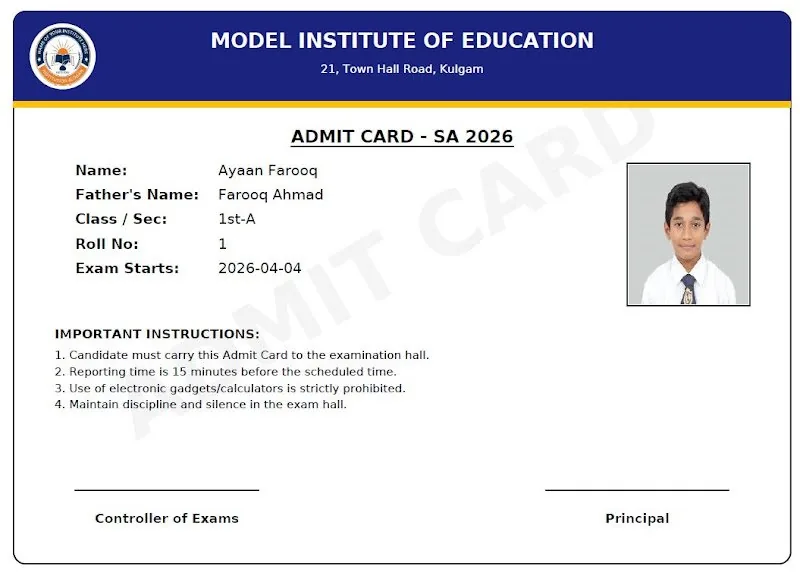 MODEL INSTITUTE OF EDUCATION
21, Town Hall Road, Kulgam
ADMIT CARD - SA 2026
Name: Ayaan Farooq
Father's Name: Farooq Ahmad
Class / Sec: 1st-A
Roll No: 1
Exam Starts: 2026-04-04
ADMIT CARD
IMPORTANT INSTRUCTIONS:
1. Candidate must carry this Admit Card to the examination hall.
2. Reporting time is 15 minutes before the scheduled time.
3. Use of electronic gadgets/calculators is strictly prohibited.
4. Maintain discipline and silence in the exam hall.
Controller of Exams
Principal